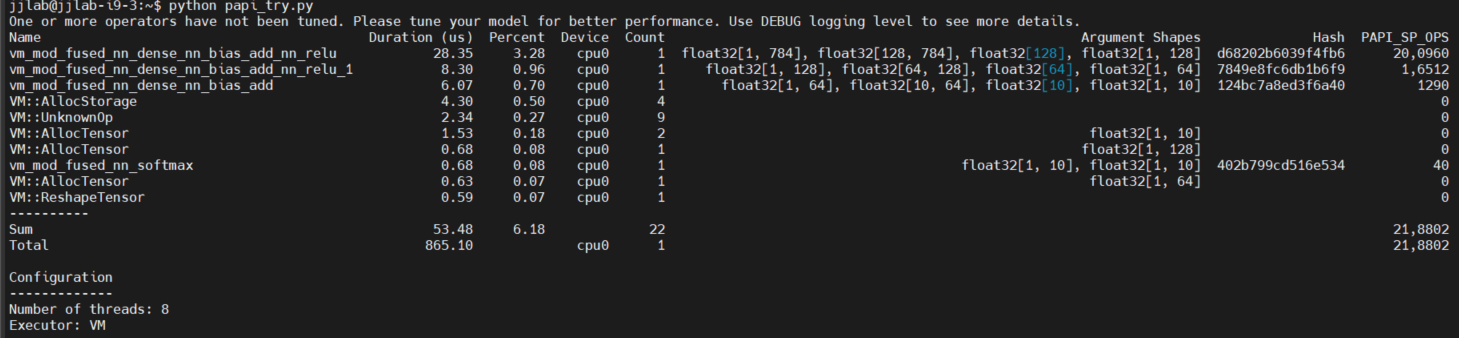 jjlab@jjlab-i9-3:~$ python papi_try.py
One or more operators have not been tuned. Please tune your model for better performance. Use DEBUG logging level to see more details.
Name Duration (us) Percent Device Count Argument Shapes Hash PAPI_SP_OPS
vm_mod_fused_nn_dense_nn_bias_add_nn_relu 28.35 3.28 cpu0 1 float32[1, 784], float32[128, 784], float32[128], float32[1, 128] d68202b6039f4fb6 20,0960
vm_mod_fused_nn_dense_nn_bias_add_nn_relu_1 8.30 0.96 cpu0 1 float32[1, 128], float32[64, 128], float32[64], float32[1, 64] 7849e8fc6db1b6f9 1,6512
vm_mod_fused_nn_dense_nn_bias_add 6.07 0.70 cpu0 1 float32[1, 64], float32[10, 64], float32[10], float32[1, 10] 124bc7a8ed3f6a40 1290
VM::AllocStorage 4.30 0.50 cpu0 4 0
VM::UnknownOp 2.34 0.27 cpu0 9 0
VM::AllocTensor 1.53 0.18 cpu0 2 float32[1, 10] 0
VM::AllocTensor 0.68 0.08 cpu0 1 float32[1, 128] 0
vm_mod_fused_nn_softmax 0.68 0.08 cpu0 1 float32[1, 10], float32[1, 10] 402b799cd516e534 40
VM::AllocTensor 0.63 0.07 cpu0 1 float32[1, 64] 0
VM::ReshapeTensor 0.59 0.07 cpu0 1 0
----------
Sum 53.48 6.18 22 21,8802
Total 865.10 cpu0 1 21,8802
Configuration
-------------
Number of threads: 8
Executor: VM